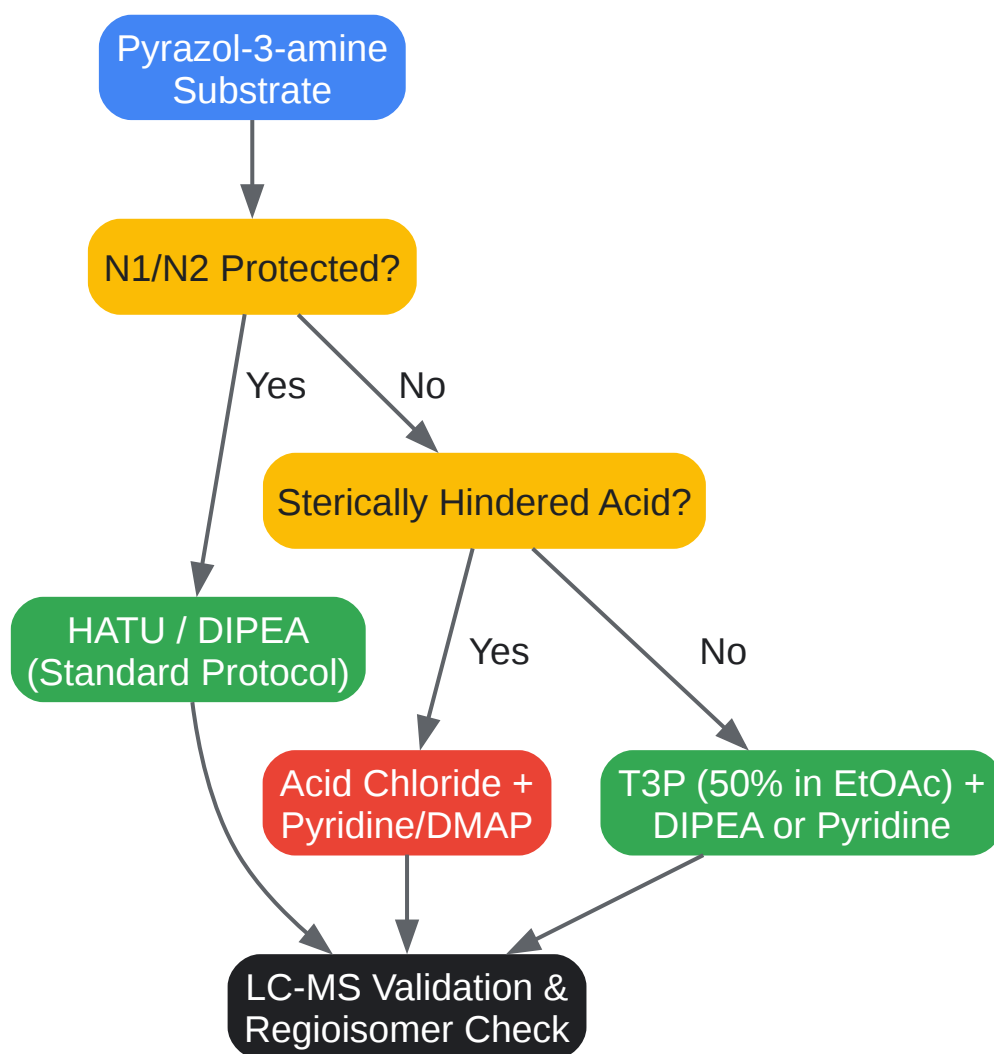 Pyrazol-3-amine
Substrate
N1/N2 Protected?
Yes
No
Sterically Hindered Acid?
HATU / DIPEA
(Standard Protocol)
Yes
No
Acid Chloride +
Pyridine/DMAP
T3P (50% in EtOAc) +
DIPEA or Pyridine
LC-MS Validation &
Regioisomer Check